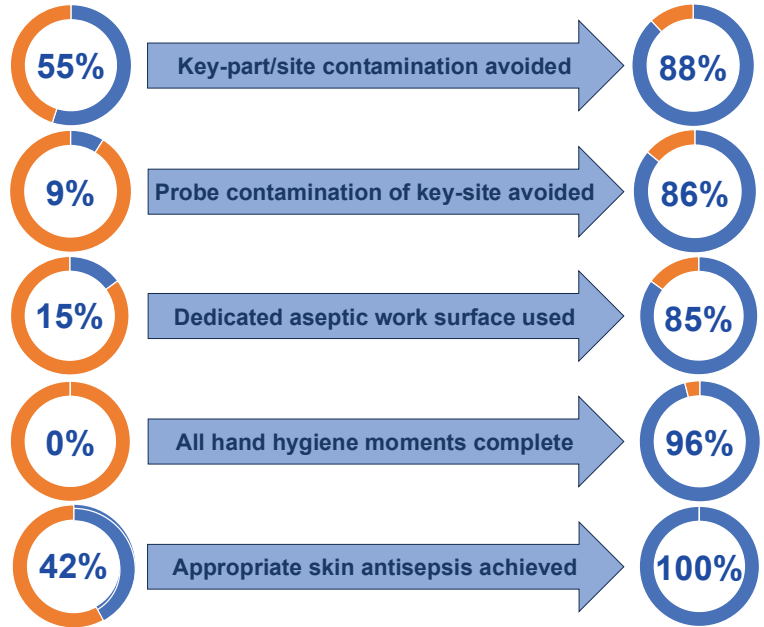 55% Key-part/site contamination avoided 88%
9% Probe contamination of key-site avoided 86%
15% Dedicated aseptic work surface used 85%
0% All hand hygiene moments complete 96%
42% Appropriate skin antisepsis achieved 100%